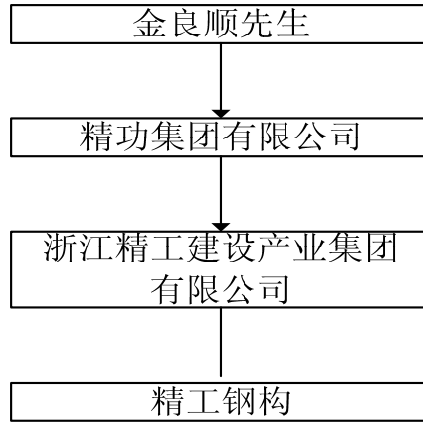 金良顺先生
精功集团有限公司
浙江精工建设产业集团
有限公司
精工钢构